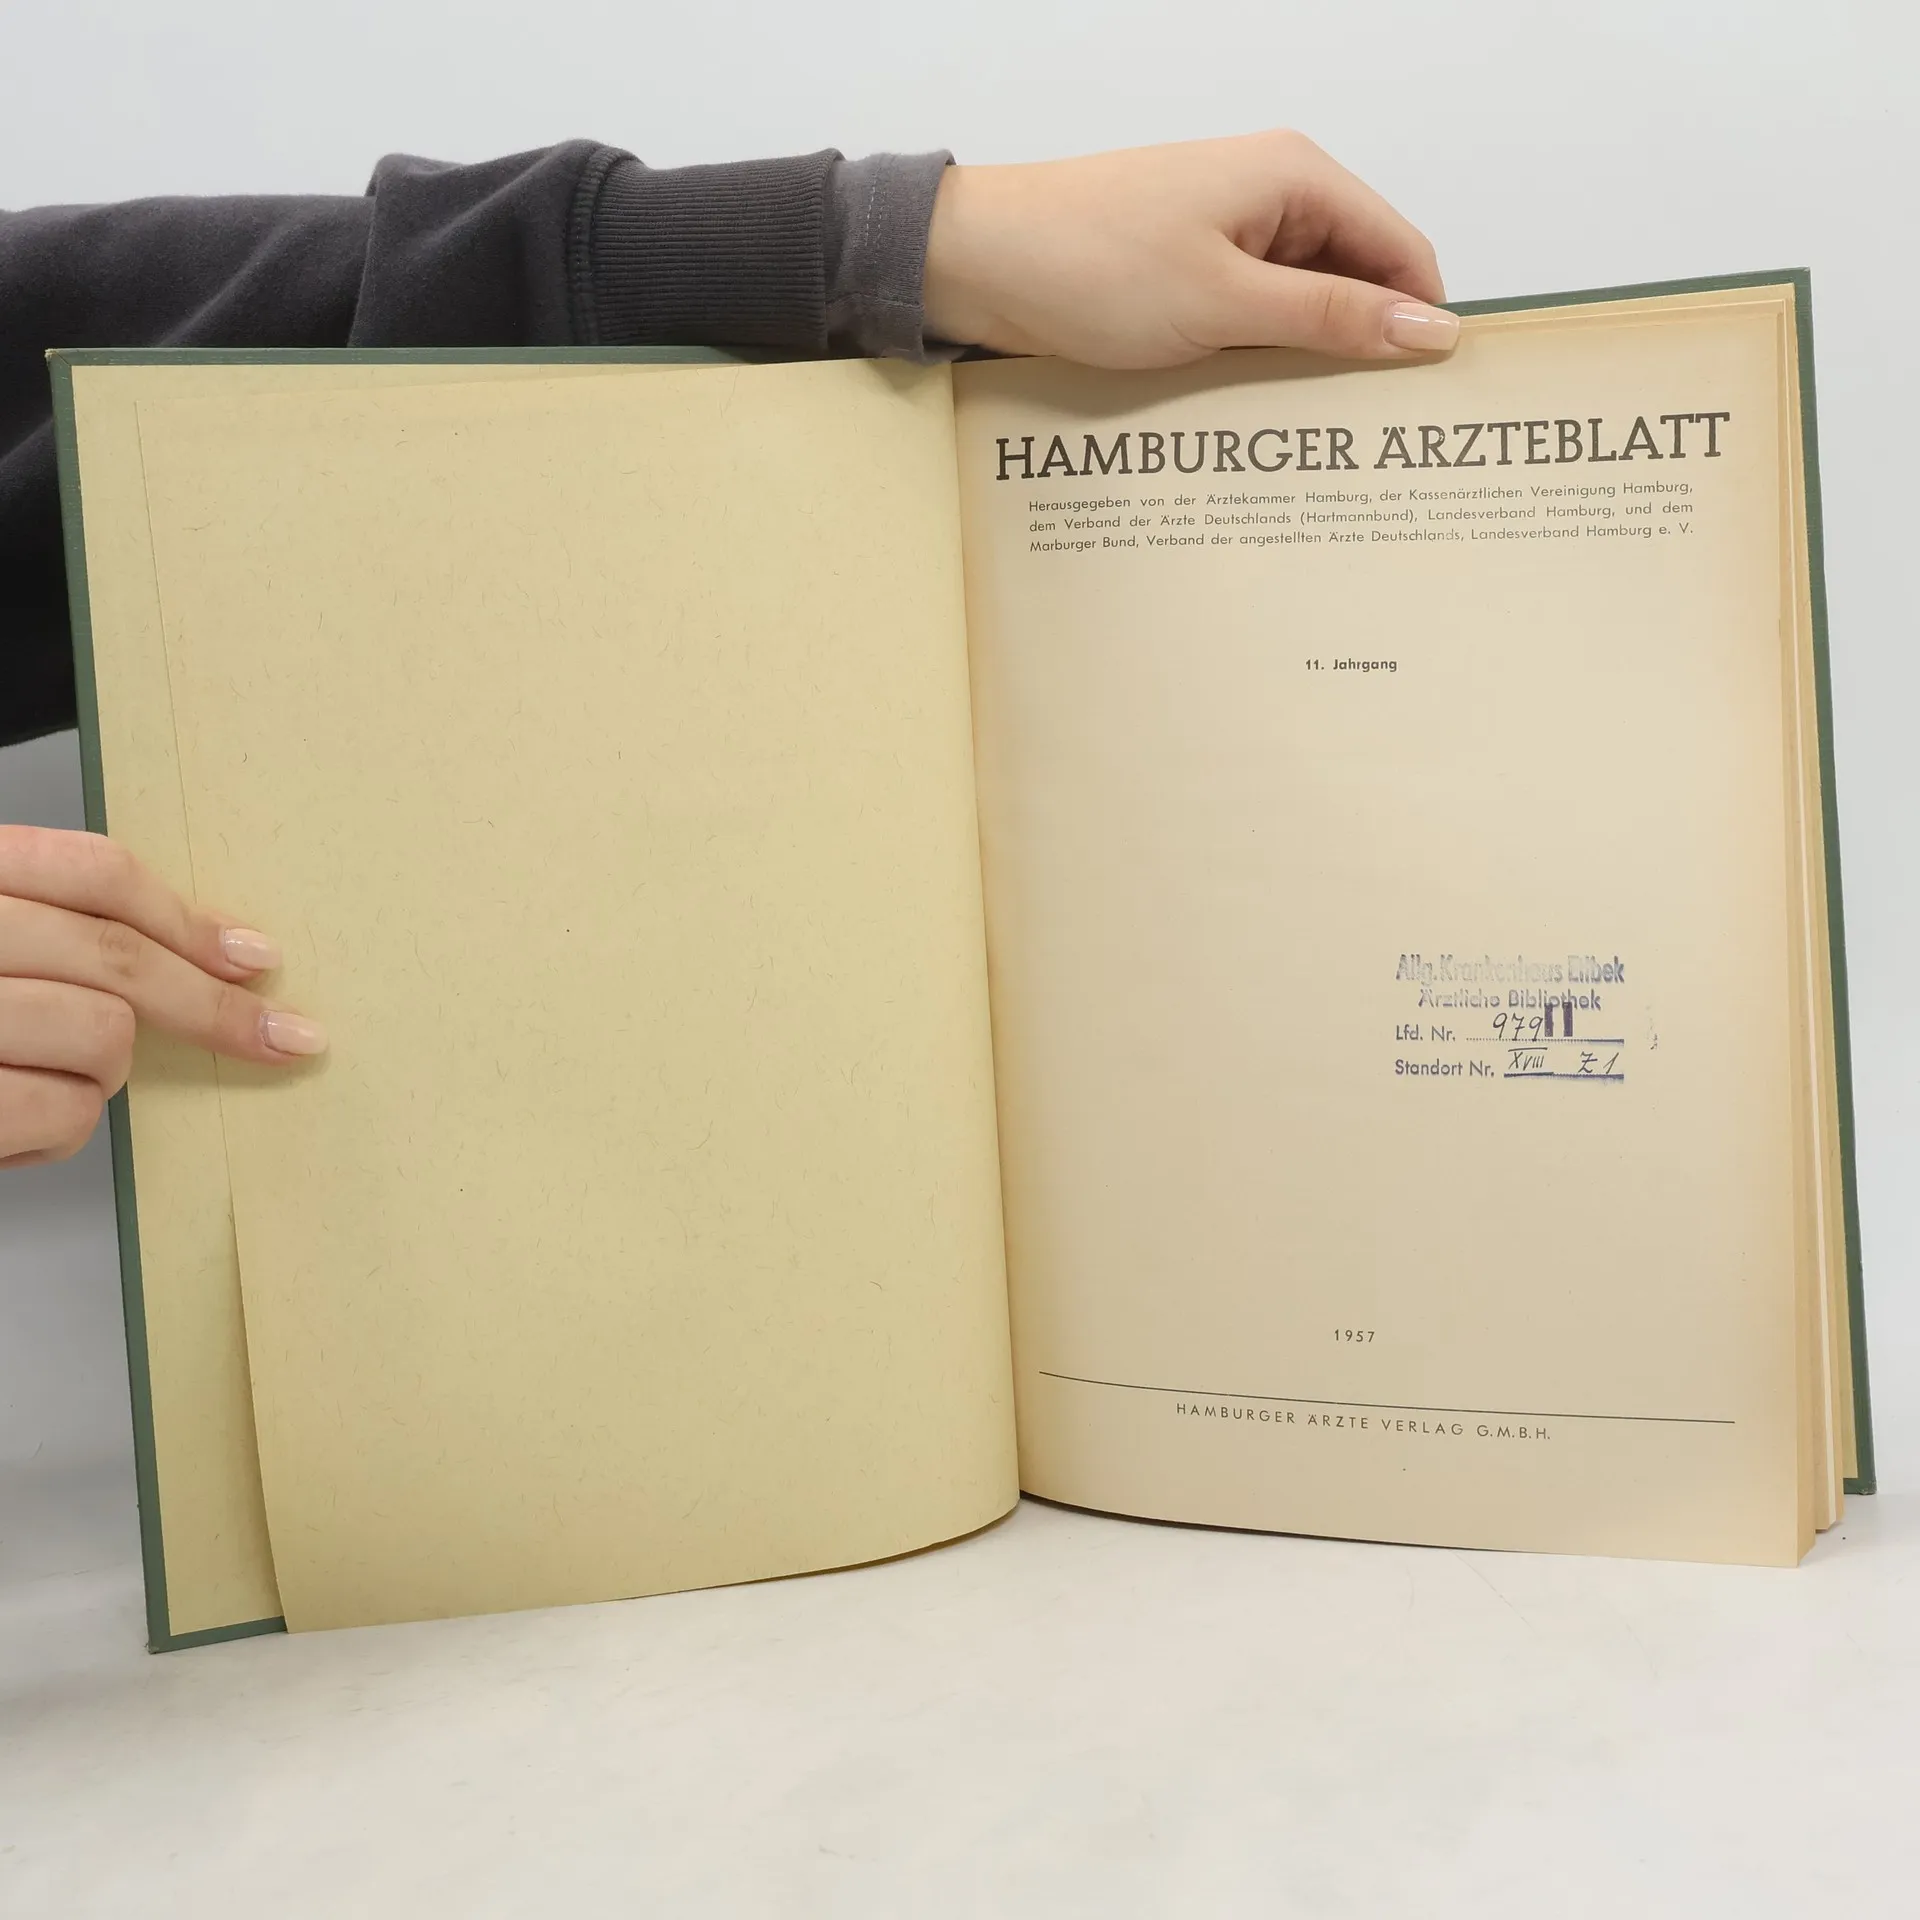 HAMBURGER ÄRZTEBLATT
Herausgegeben von der Ärztekammer Hamburg, der Kassenärztlichen Vereinigung Hamburg,
dem Verband der Ärzte Deutschlands (Hartmannbund), Landesverband Hamburg, und dem
Marburger Bund, Verband der angestellten Ärzte Deutschlands, Landesverband Hamburg e. V.
11. Jahrgang
Allg. Krankenhaus Eilbek
Ärztliche Bibliothek
Lfd. Nr. 979
Standort Nr. XVIII Z 1
1957
HAMBURGER ÄRZTE VERLAG G.M.B.H.